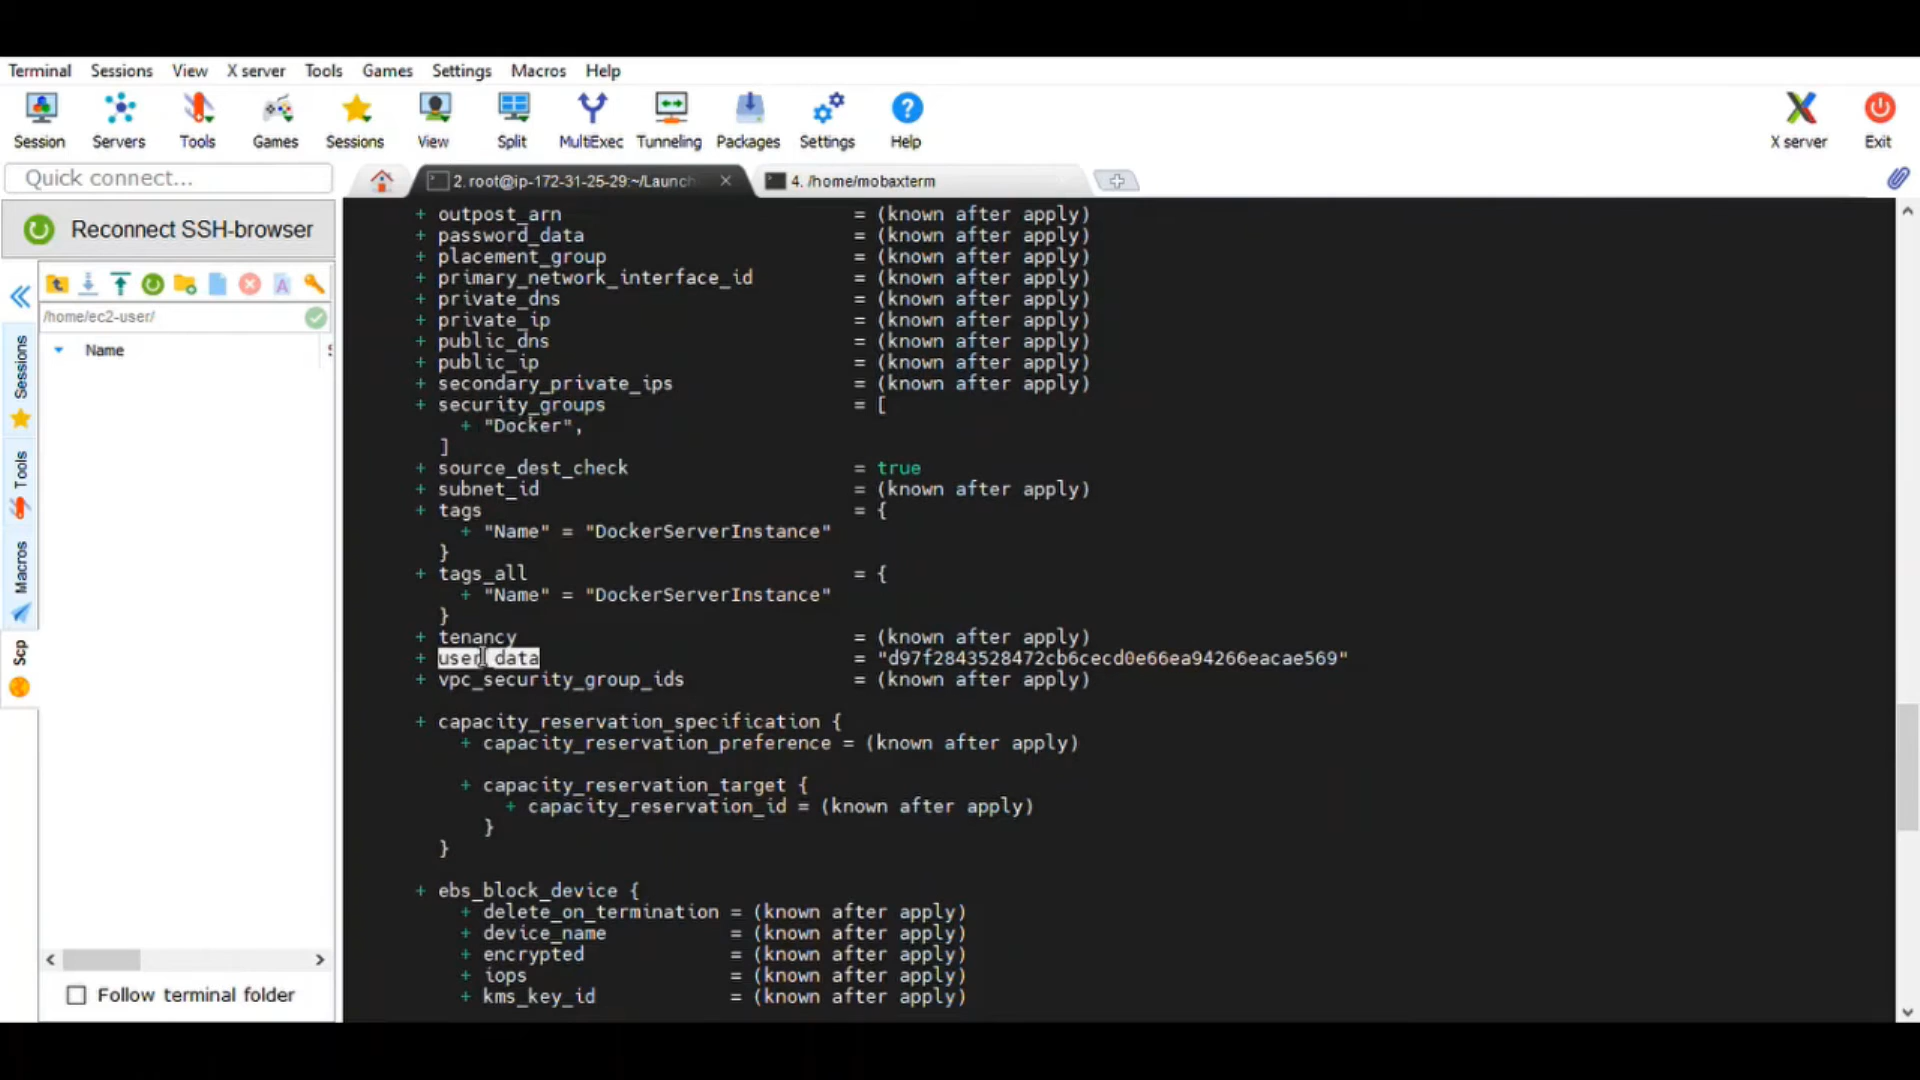 Terminal Sessions View X server Tools Games Settings Macros Help
Session Servers Tools Games Sessions View Split MultiExec Tunneling Packages Settings Help X server Exit
Quick connect...
2. root@ip-172-31-25-29:~/Launch
4. /home/mobaxterm
Reconnect SSH-browser
/home/ec2-user/
Name
Sessions
Tools
Macros
Scp
Follow terminal folder
+ outpost_arn = (known after apply)
+ password_data = (known after apply)
+ placement_group = (known after apply)
+ primary_network_interface_id = (known after apply)
+ private_dns = (known after apply)
+ private_ip = (known after apply)
+ public_dns = (known after apply)
+ public_ip = (known after apply)
+ secondary_private_ips = (known after apply)
+ security_groups = [
+ "Docker",
]
+ source_dest_check = true
+ subnet_id = (known after apply)
+ tags = {
+ "Name" = "DockerServerInstance"
}
+ tags_all = {
+ "Name" = "DockerServerInstance"
}
+ tenancy = (known after apply)
+ user_data = "d97f2843528472cb6cecd0e66ea94266eacae569"
+ vpc_security_group_ids = (known after apply)
+ capacity_reservation_specification {
+ capacity_reservation_preference = (known after apply)
+ capacity_reservation_target {
+ capacity_reservation_id = (known after apply)
}
}
+ ebs_block_device {
+ delete_on_termination = (known after apply)
+ device_name = (known after apply)
+ encrypted = (known after apply)
+ iops = (known after apply)
+ kms_key_id = (known after apply)